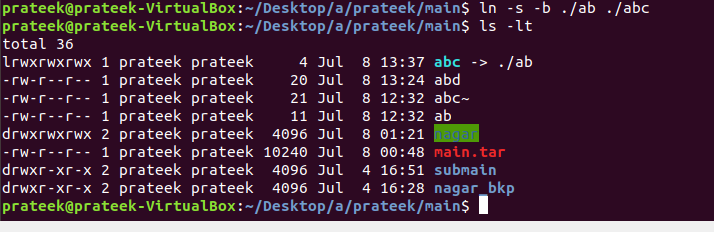 prateek@prateek-VirtualBox:~/Desktop/a/prateek/main$ ln -s -b ./ab ./abc
prateek@prateek-VirtualBox:~/Desktop/a/prateek/main$ ls -lt
total 36
lrwxrwxrwx 1 prateek prateek     4 Jul  8 13:37 abc -> ./ab
-rw-r--r-- 1 prateek prateek    20 Jul  8 13:24 abd
-rw-r--r-- 1 prateek prateek    21 Jul  8 12:32 abc~
-rw-r--r-- 1 prateek prateek    11 Jul  8 12:32 ab
drwxrwxrwx 2 prateek prateek  4096 Jul  8 01:21 nagar
-rw-r--r-- 1 prateek prateek 10240 Jul  8 00:48 main.tar
drwxr-xr-x 2 prateek prateek  4096 Jul  4 16:51 submain
drwxr-xr-x 2 prateek prateek  4096 Jul  4 16:28 nagar_bkp
prateek@prateek-VirtualBox:~/Desktop/a/prateek/main$